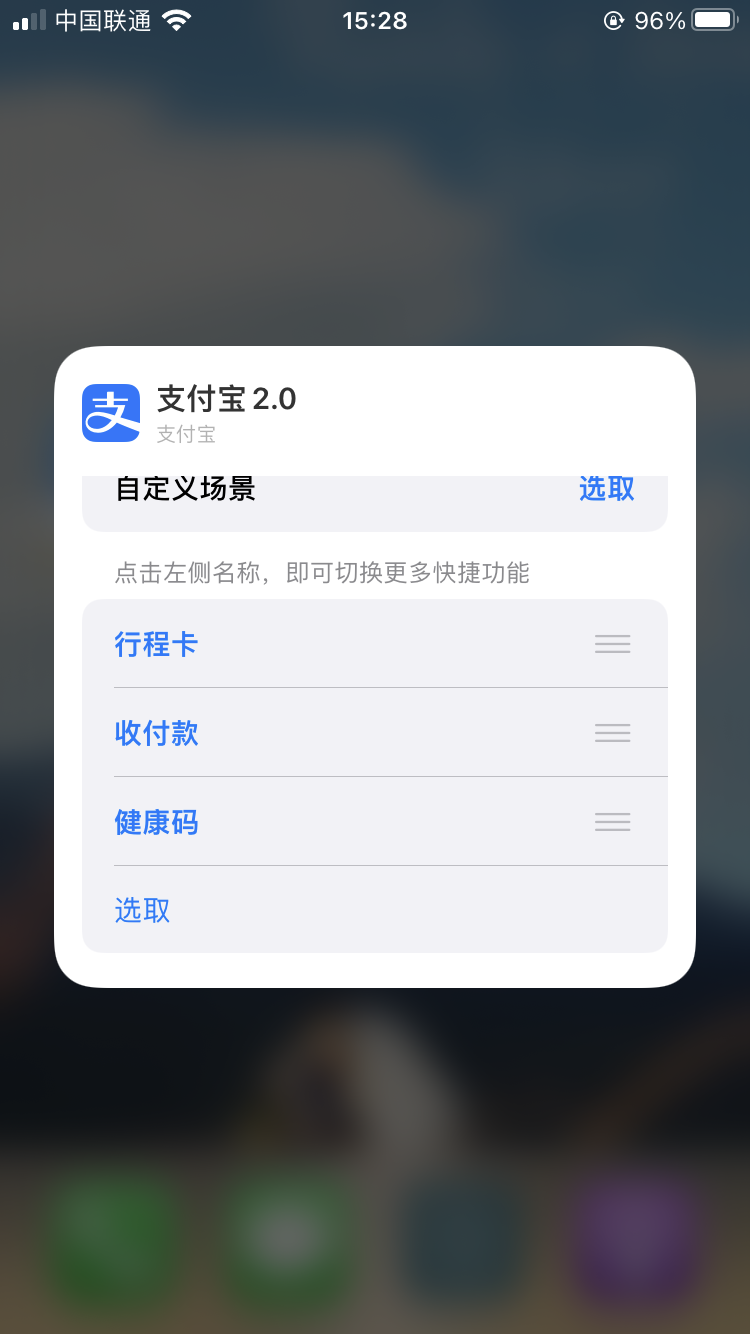 中国联通 15:28 96%
支付宝 2.0
支付宝
自定义场景 选取
点击左侧名称，即可切换更多快捷功能
行程卡
收付款
健康码
选取